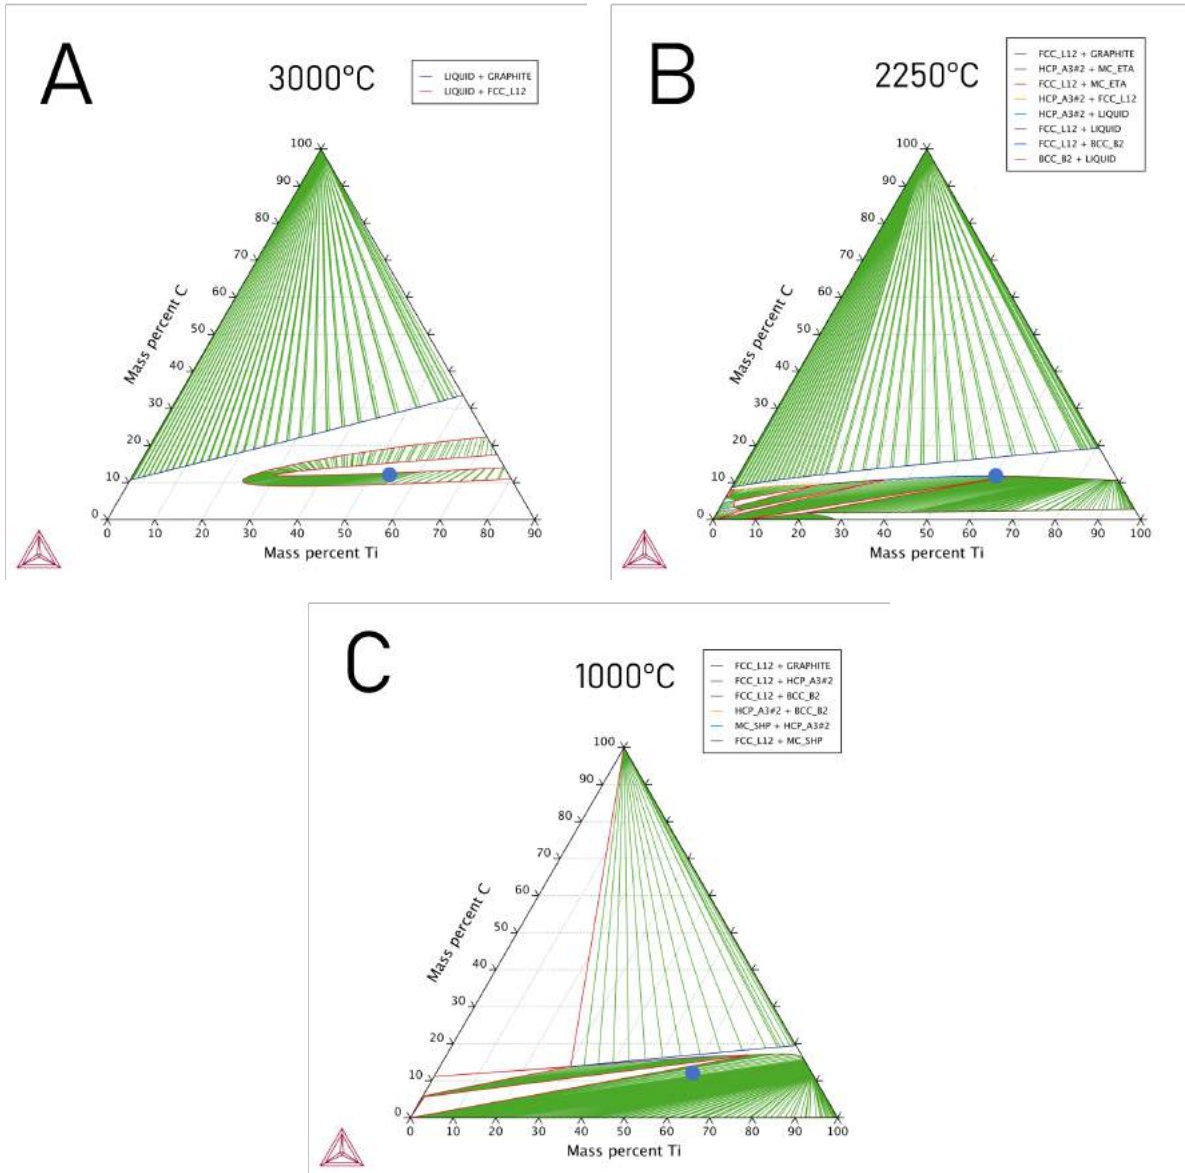 A
3000°C
LIQUID + GRAPHITE
LIQUID + FCC_L12
100
90
80
70
60
50
40
30
20
10
0
Mass percent C
0 10 20 30 40 50 60 70 80 90
Mass percent Ti
B
2250°C
FCC_L12 + GRAPHITE
HCP_A3#2 + MC_ETA
FCC_L12 + MC_ETA
HCP_A3#2 + FCC_L12
HCP_A3#2 + LIQUID
FCC_L12 + LIQUID
FCC_L12 + BCC_B2
BCC_B2 + LIQUID
100
90
80
70
60
50
40
30
20
10
0
Mass percent C
0 10 20 30 40 50 60 70 80 90 100
Mass percent Ti
C
1000°C
FCC_L12 + GRAPHITE
FCC_L12 + HCP_A3#2
FCC_L12 + BCC_B2
HCP_A3#2 + BCC_B2
MC_SHP + HCP_A3#2
FCC_L12 + MC_SHP
100
90
80
70
60
50
40
30
20
10
0
Mass percent C
0 10 20 30 40 50 60 70 80 90 100
Mass percent Ti